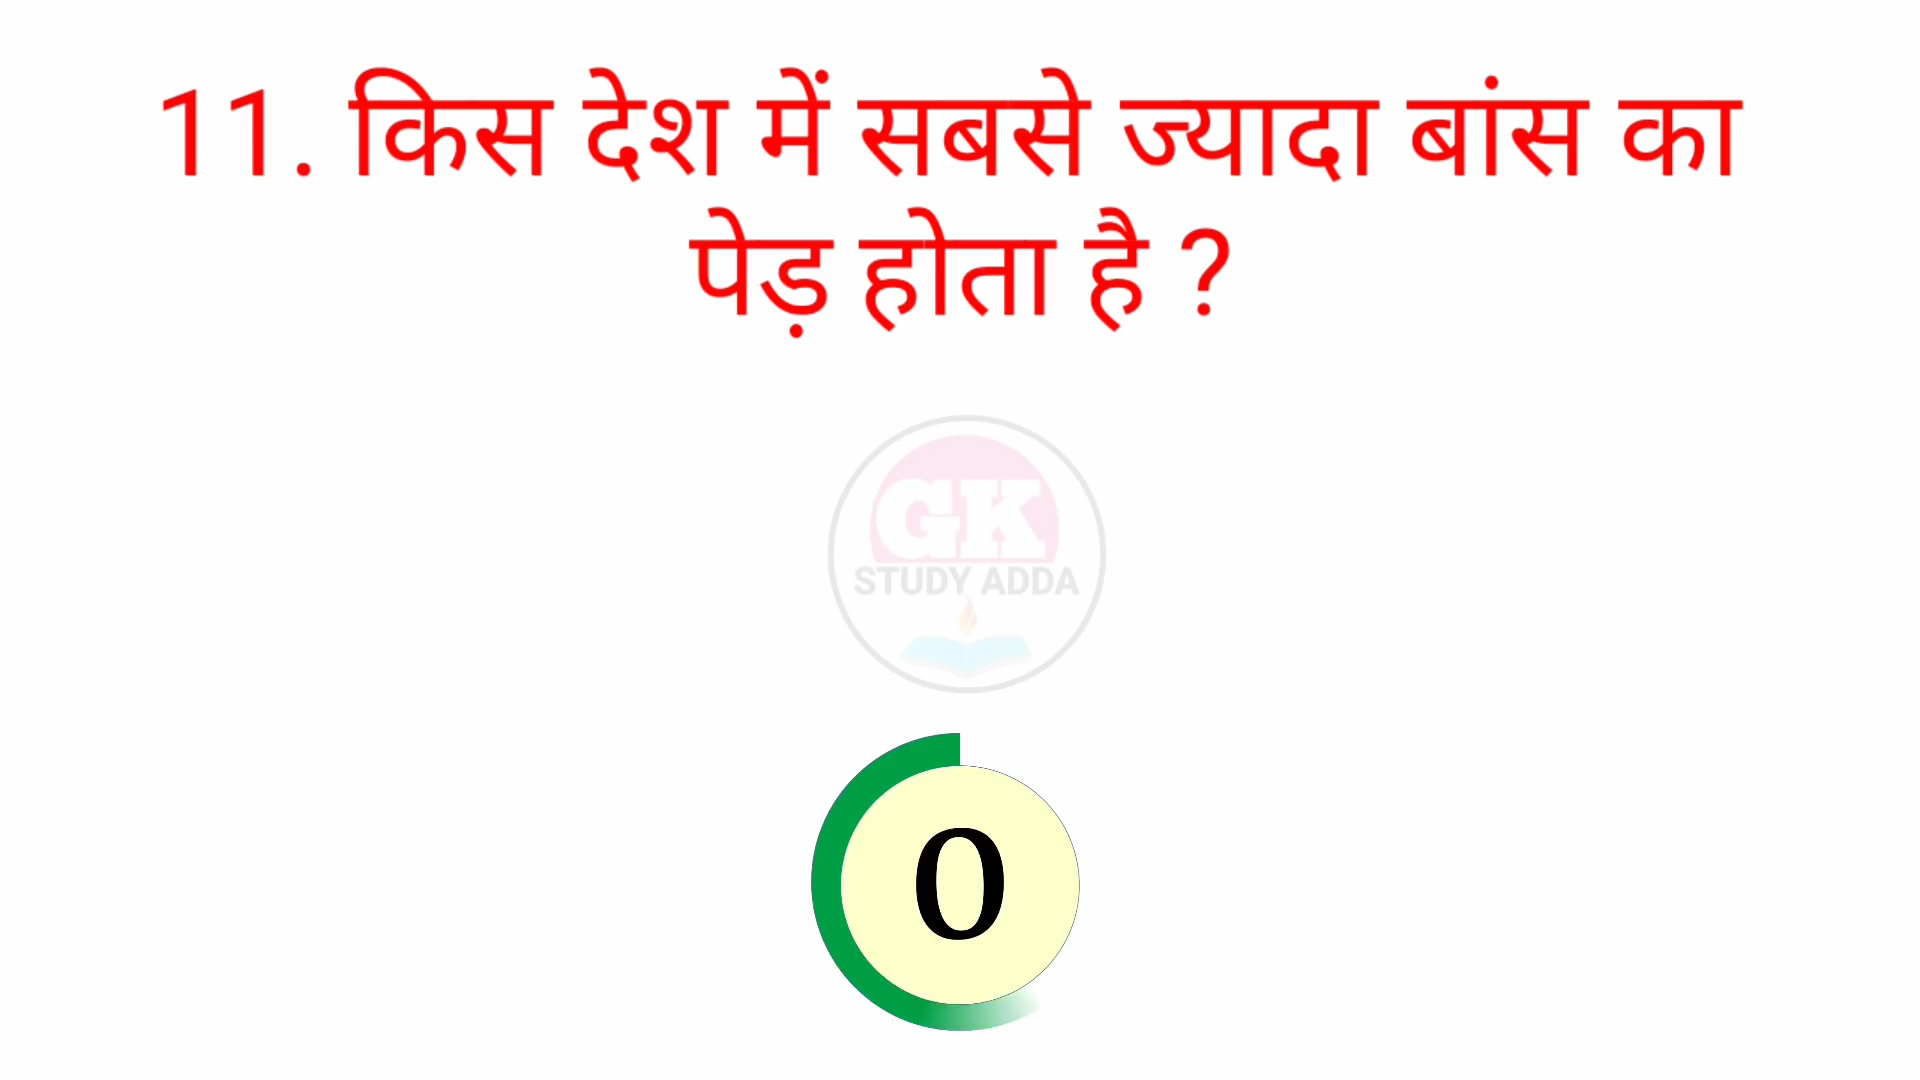 11. किस देश में सबसे ज्यादा बांस का
पेड़ होता है ?
GK
STUDY ADDA
0